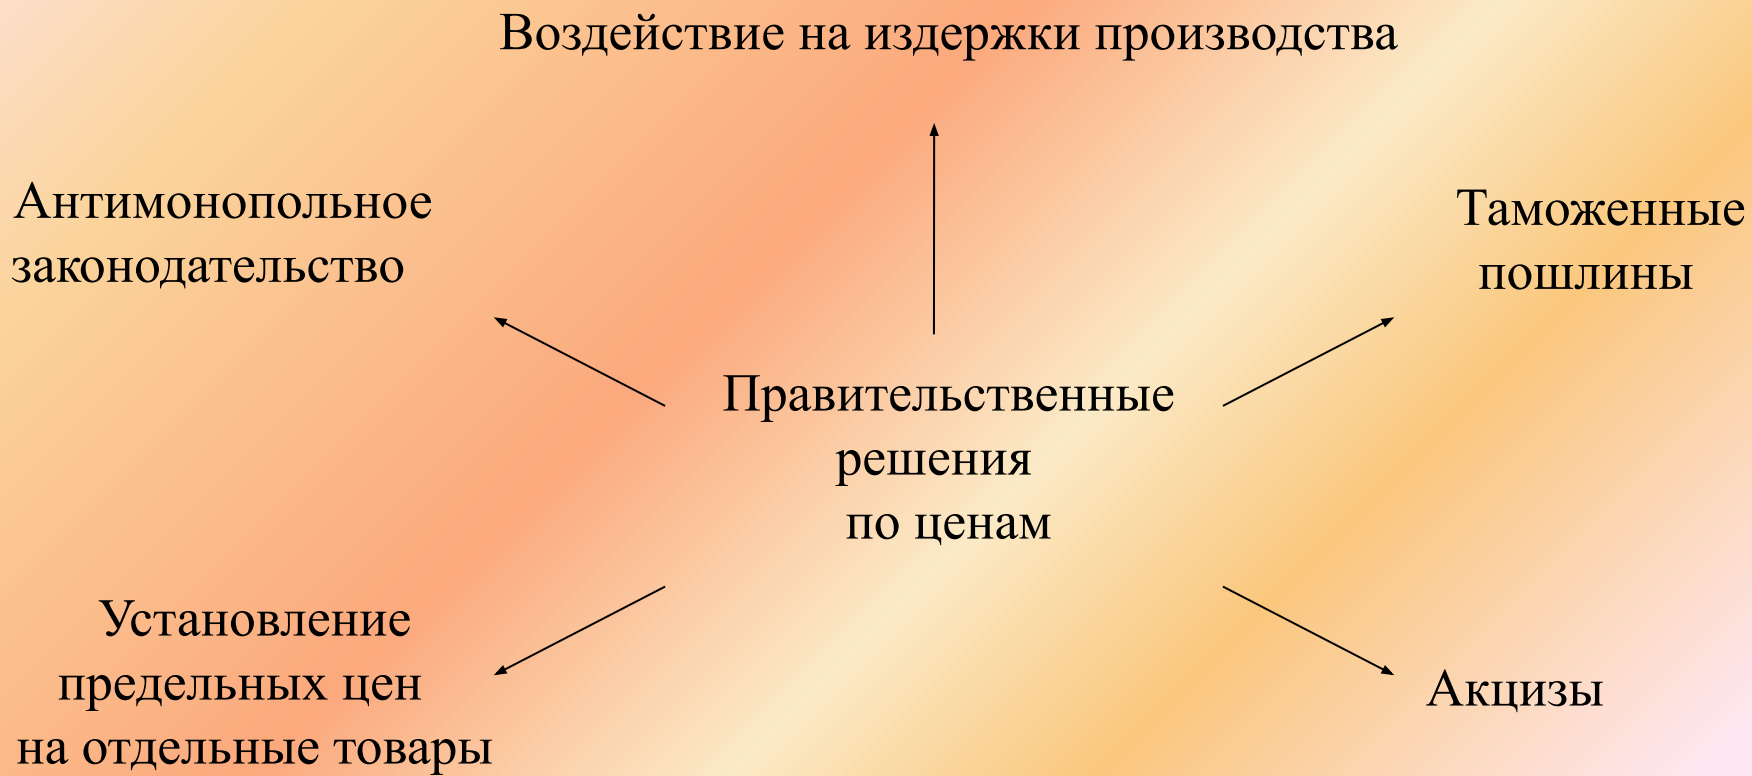 Воздействие на издержки производства
Антимонопольное
законодательство
Таможенные
пошлины
Правительственные
решения
по ценам
Установление
предельных цен
на отдельные товары
Акцизы